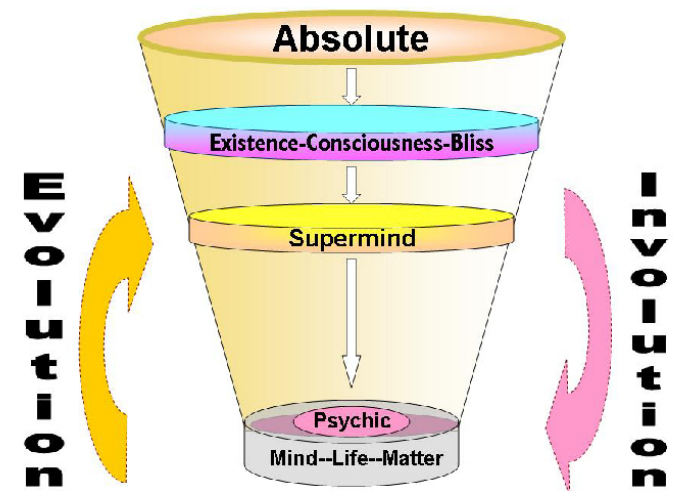 Absolute
Existence-Consciousness-Bliss
Supermind
Psychic
Mind--Life--Matter
Evolution
Involution